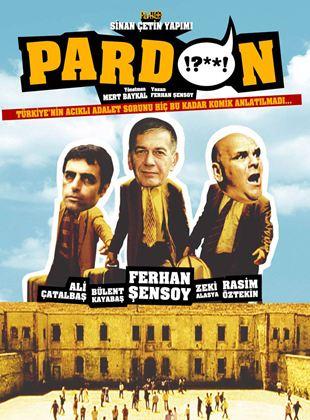 SİNAN ÇETİN YAPIMI
PARDON
!?**!
Yönetmen
MERT BAYKAL
Yazan
FERHAN ŞENSOY
TÜRKİYE'NİN ACIKLI ADALET SORUNU HİÇ BU KADAR KOMİK ANLATILMADI...
ALİ
ÇATALBAŞ
BÜLENT
KAYABAŞ
FERHAN
ŞENSOY
ZEKİ
ALASYA
RASİM
ÖZTEKİN